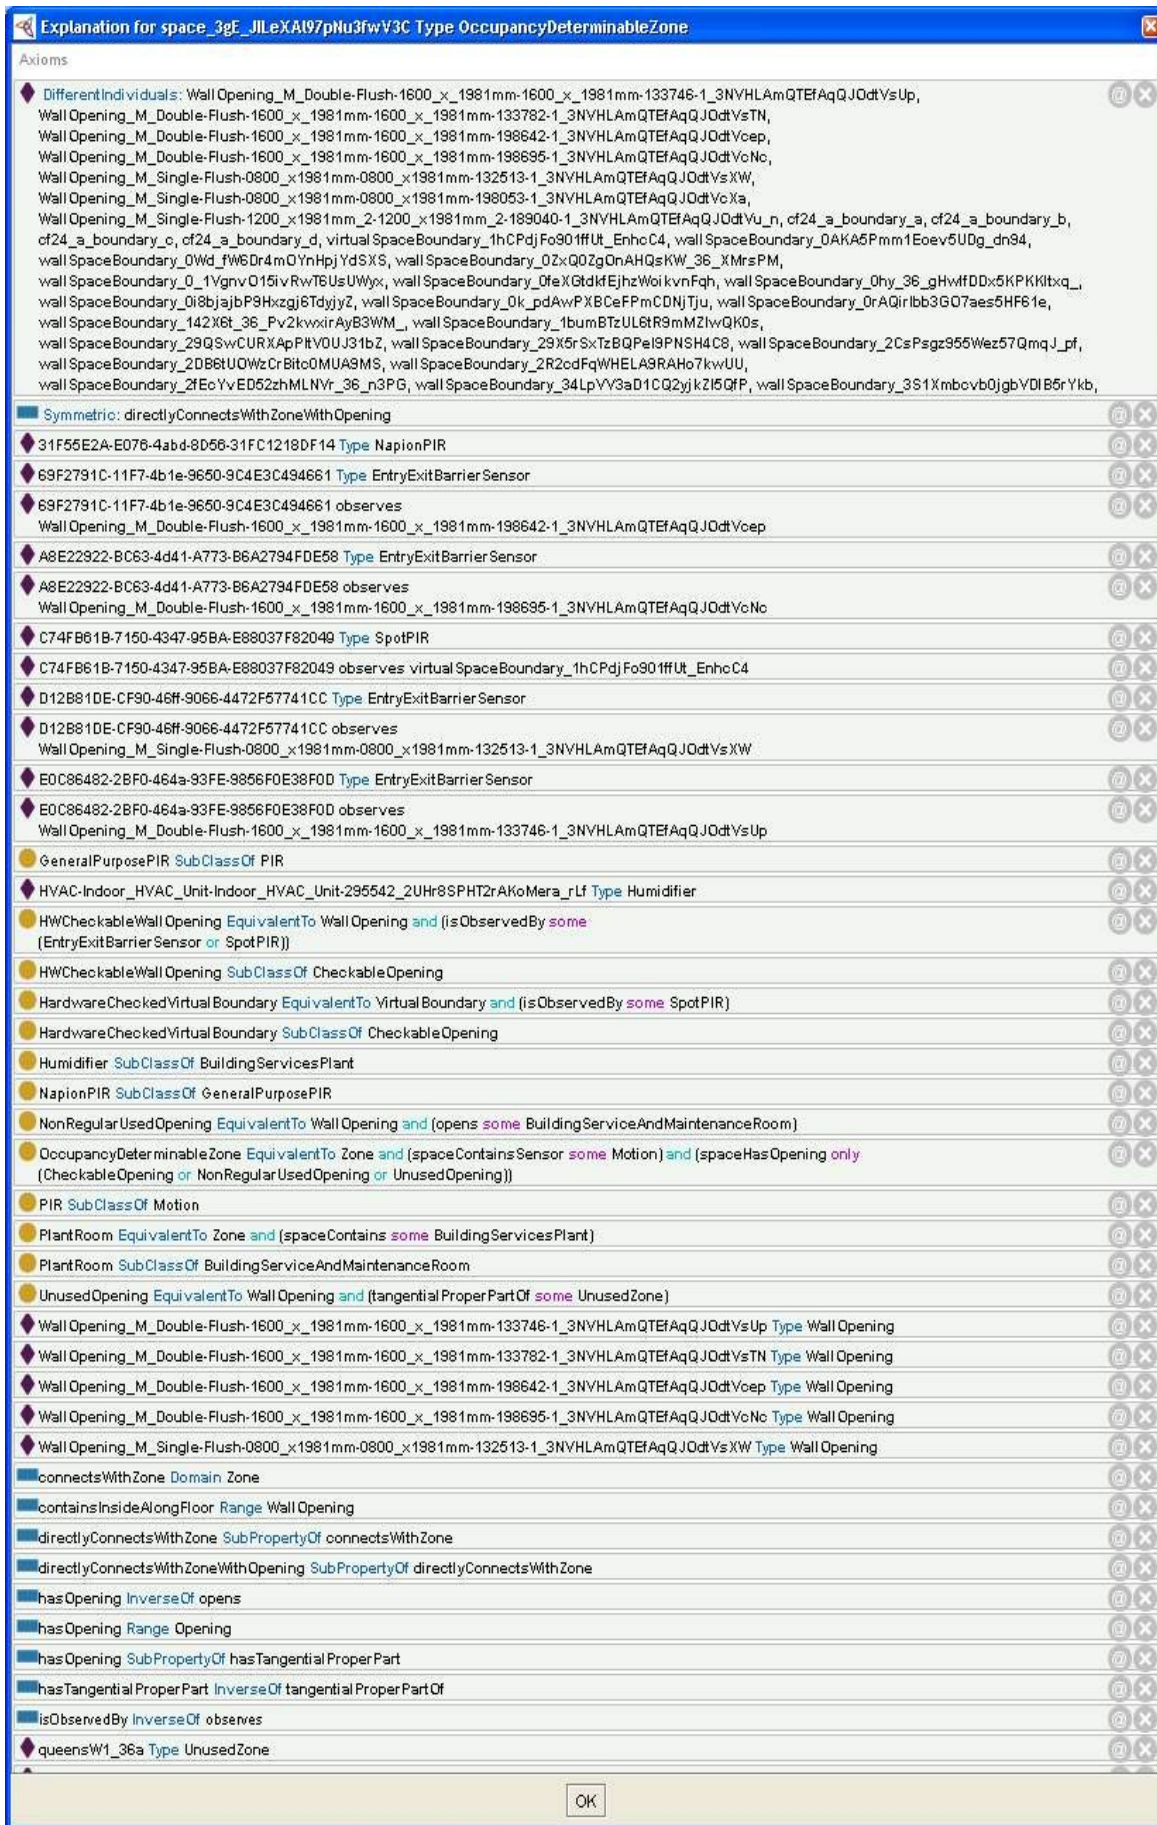 Explanation for space_3gE_JILeXAI97pNu3fwV3C Type OccupancyDeterminableZone
Axioms
DifferentIndividuals: WallOpening_M_Double-Flush-1600_x_1981mm-1600_x_1981mm-133746-1_3NVHLAmQTEfAqQJOdtVsUp,
WallOpening_M_Double-Flush-1600_x_1981mm-1600_x_1981mm-133782-1_3NVHLAmQTEfAqQJOdtVsTN,
WallOpening_M_Double-Flush-1600_x_1981mm-1600_x_1981mm-198642-1_3NVHLAmQTEfAqQJOdtVcep,
WallOpening_M_Double-Flush-1600_x_1981mm-1600_x_1981mm-198695-1_3NVHLAmQTEfAqQJOdtVcNc,
WallOpening_M_Single-Flush-0800_x1981mm-0800_x1981mm-132513-1_3NVHLAmQTEfAqQJOdtVsXW,
WallOpening_M_Single-Flush-0800_x1981mm-0800_x1981mm-198053-1_3NVHLAmQTEfAqQJOdtVcXa,
WallOpening_M_Single-Flush-1200_x1981mm_2-1200_x1981mm_2-189040-1_3NVHLAmQTEfAqQJOdtVu_n, cf24_a_boundary_a, cf24_a_boundary_b,
cf24_a_boundary_c, cf24_a_boundary_d, virtualSpaceBoundary_1hCPdjFo901ffUt_EnhcC4, wallSpaceBoundary_0AKA5Pmm1Eoev5UDg_dn94,
wallSpaceBoundary_0Wd_fW6Dr4mOYnHpjYdSXS, wallSpaceBoundary_0ZxQ0ZgOnAHQsKW_36_XMrsPM,
wallSpaceBoundary_0_1VgnvO15ivRwT6UsUWyx, wallSpaceBoundary_0feXGtdkfEjhzWoikvnFqh, wallSpaceBoundary_0hy_36_gHwfFDDx5KPKKltxq_,
wallSpaceBoundary_0i8bjajbP9Hxzgj6TdyjyZ, wallSpaceBoundary_0k_pdAwPXBCeFPmCDNjTju, wallSpaceBoundary_0rAQirlbb3GO7aes5HF61e,
wallSpaceBoundary_142X6t_36_Pv2kwxirAyB3WM_, wallSpaceBoundary_1bumBTzUL6tR9mMZlwQK0s,
wallSpaceBoundary_29QSwCURXApPltV0UJ31bZ, wallSpaceBoundary_29X5rSxTzBQPeI9PNSH4C8, wallSpaceBoundary_2CsPsgz955Wez57QmqJ_pf,
wallSpaceBoundary_2DB6tUOWzCrBitc0MUA9MS, wallSpaceBoundary_2R2cdFqWHELA9RAHo7kwUU,
wallSpaceBoundary_2fEcYvED52zhMLNVr_36_n3PG, wallSpaceBoundary_34LpVV3aD1CQ2yjkZI5QfP, wallSpaceBoundary_3S1Xmbcvb0jgbVDIB5rYkb,
Symmetric: directlyConnectsWithZoneWithOpening
31F55E2A-E076-4abd-8D56-31FC1218DF14 Type NapionPIR
69F2791C-11F7-4b1e-9650-9C4E3C494661 Type EntryExitBarrierSensor
69F2791C-11F7-4b1e-9650-9C4E3C494661 observes
WallOpening_M_Double-Flush-1600_x_1981mm-1600_x_1981mm-198642-1_3NVHLAmQTEfAqQJOdtVcep
A8E22922-BC63-4d41-A773-B6A2794FDE58 Type EntryExitBarrierSensor
A8E22922-BC63-4d41-A773-B6A2794FDE58 observes
WallOpening_M_Double-Flush-1600_x_1981mm-1600_x_1981mm-198695-1_3NVHLAmQTEfAqQJOdtVcNc
C74FB61B-7150-4347-95BA-E88037F82049 Type SpotPIR
C74FB61B-7150-4347-95BA-E88037F82049 observes virtualSpaceBoundary_1hCPdjFo901ffUt_EnhcC4
D12B81DE-CF90-46ff-9066-4472F57741CC Type EntryExitBarrierSensor
D12B81DE-CF90-46ff-9066-4472F57741CC observes
WallOpening_M_Single-Flush-0800_x1981mm-0800_x1981mm-132513-1_3NVHLAmQTEfAqQJOdtVsXW
E0C86482-2BF0-464a-93FE-9856F0E38F0D Type EntryExitBarrierSensor
E0C86482-2BF0-464a-93FE-9856F0E38F0D observes
WallOpening_M_Double-Flush-1600_x_1981mm-1600_x_1981mm-133746-1_3NVHLAmQTEfAqQJOdtVsUp
GeneralPurposePIR SubClassOf PIR
HVAC-Indoor_HVAC_Unit-Indoor_HVAC_Unit-295542_2UHr8SPHT2rAKoMera_rLf Type Humidifier
HWCheckableWallOpening EquivalentTo WallOpening and (isObservedBy some
(EntryExitBarrierSensor or SpotPIR))
HWCheckableWallOpening SubClassOf CheckableOpening
HardwareCheckedVirtualBoundary EquivalentTo VirtualBoundary and (isObservedBy some SpotPIR)
HardwareCheckedVirtualBoundary SubClassOf CheckableOpening
Humidifier SubClassOf BuildingServicesPlant
NapionPIR SubClassOf GeneralPurposePIR
NonRegularUsedOpening EquivalentTo WallOpening and (opens some BuildingServiceAndMaintenanceRoom)
OccupancyDeterminableZone EquivalentTo Zone and (spaceContainsSensor some Motion) and (spaceHasOpening only
(CheckableOpening or NonRegularUsedOpening or UnusedOpening))
PIR SubClassOf Motion
PlantRoom EquivalentTo Zone and (spaceContains some BuildingServicesPlant)
PlantRoom SubClassOf BuildingServiceAndMaintenanceRoom
UnusedOpening EquivalentTo WallOpening and (tangentialProperPartOf some UnusedZone)
WallOpening_M_Double-Flush-1600_x_1981mm-1600_x_1981mm-133746-1_3NVHLAmQTEfAqQJOdtVsUp Type WallOpening
WallOpening_M_Double-Flush-1600_x_1981mm-1600_x_1981mm-133782-1_3NVHLAmQTEfAqQJOdtVsTN Type WallOpening
WallOpening_M_Double-Flush-1600_x_1981mm-1600_x_1981mm-198642-1_3NVHLAmQTEfAqQJOdtVcep Type WallOpening
WallOpening_M_Double-Flush-1600_x_1981mm-1600_x_1981mm-198695-1_3NVHLAmQTEfAqQJOdtVcNc Type WallOpening
WallOpening_M_Single-Flush-0800_x1981mm-0800_x1981mm-132513-1_3NVHLAmQTEfAqQJOdtVsXW Type WallOpening
connectsWithZone Domain Zone
containsInsideAlongFloor Range WallOpening
directlyConnectsWithZone SubPropertyOf connectsWithZone
directlyConnectsWithZoneWithOpening SubPropertyOf directlyConnectsWithZone
hasOpening InverseOf opens
hasOpening Range Opening
hasOpening SubPropertyOf hasTangentialProperPart
hasTangentialProperPart InverseOf tangentialProperPartOf
isObservedBy InverseOf observes
queensW1_36a Type UnusedZone
OK